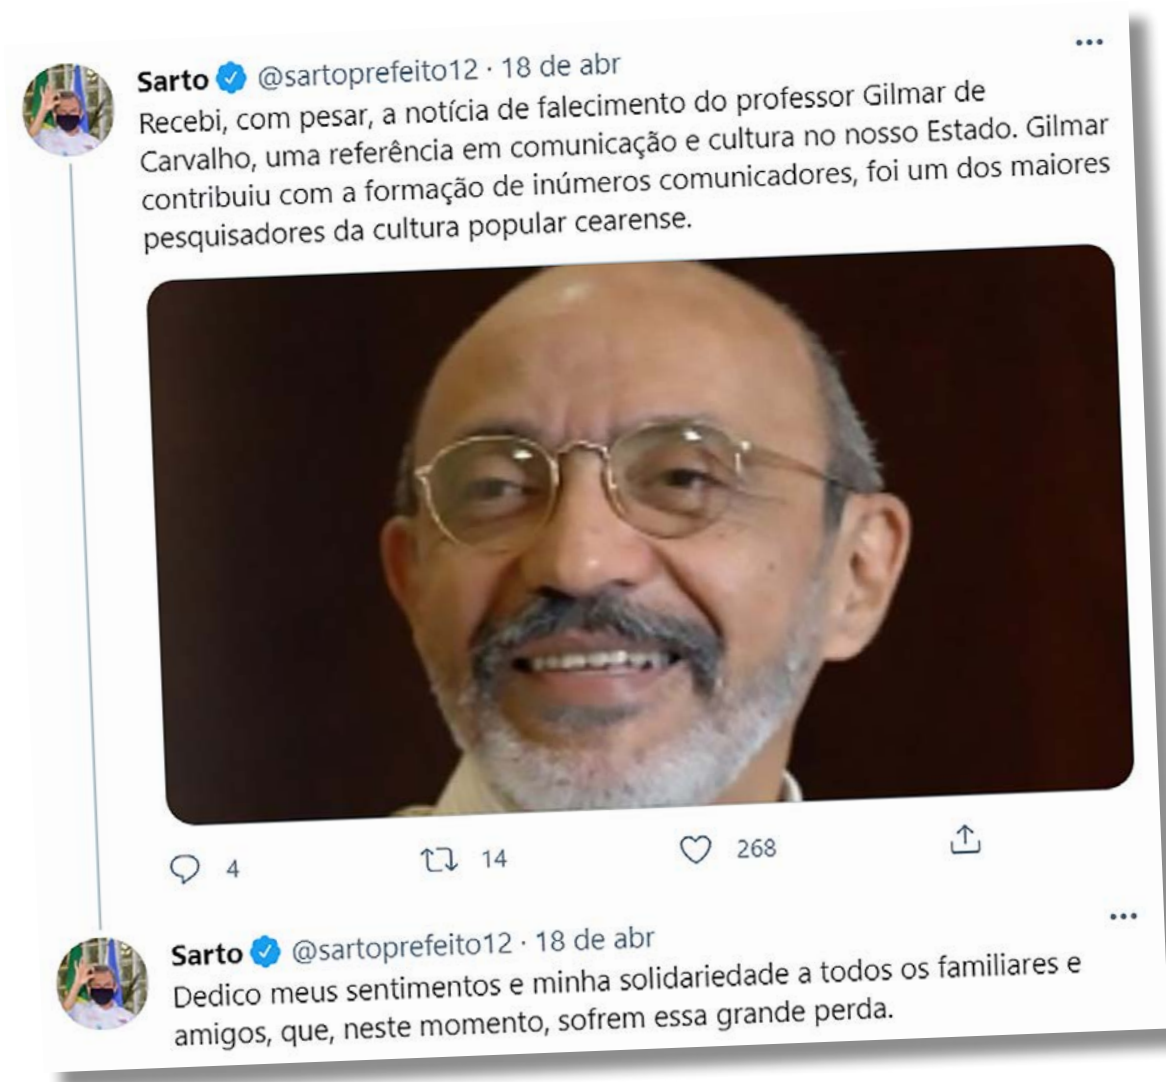 Sarto @sartoprefeito12 · 18 de abr
Recebi, com pesar, a notícia de falecimento do professor Gilmar de
Carvalho, uma referência em comunicação e cultura no nosso Estado. Gilmar
contribuiu com a formação de inúmeros comunicadores, foi um dos maiores
pesquisadores da cultura popular cearense.
4 14 268
Sarto @sartoprefeito12 · 18 de abr
Dedico meus sentimentos e minha solidariedade a todos os familiares e
amigos, que, neste momento, sofrem essa grande perda.